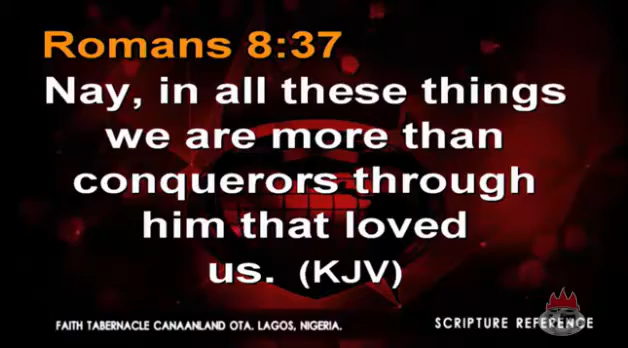 Romans 8:37
Nay, in all these things
we are more than
conquerors through
him that loved
us. (KJV)
FAITH TABERNACLE CANAANLAND OTA. LAGOS, NIGERIA.
SCRIPTURE REFERENCE